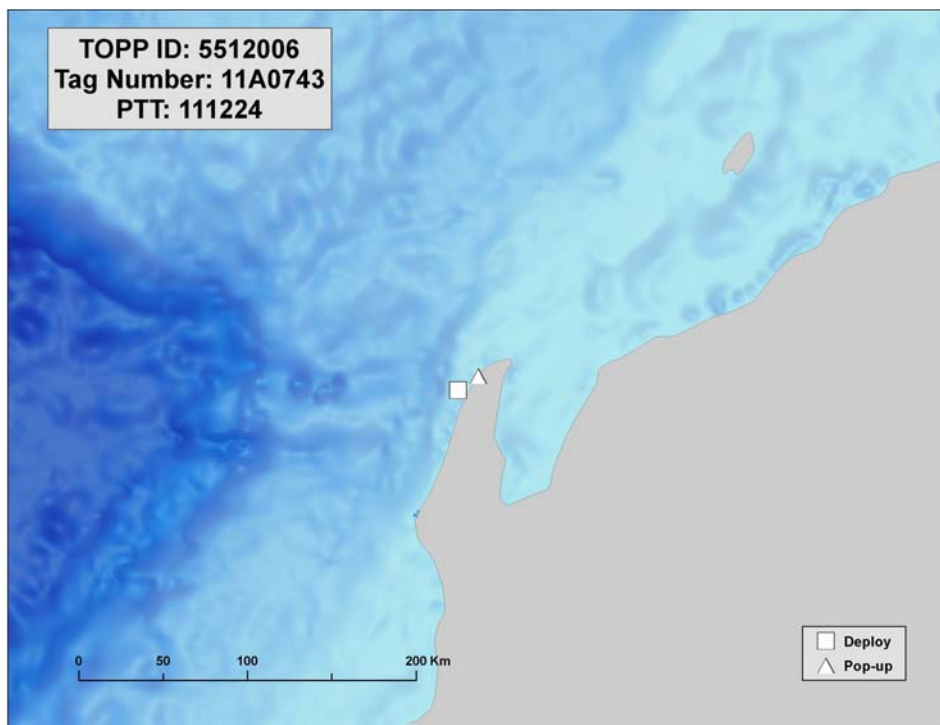 TOPP ID: 5512006
Tag Number: 11A0743
PTT: 111224
0 50 100 200 Km
Deploy
Pop-up